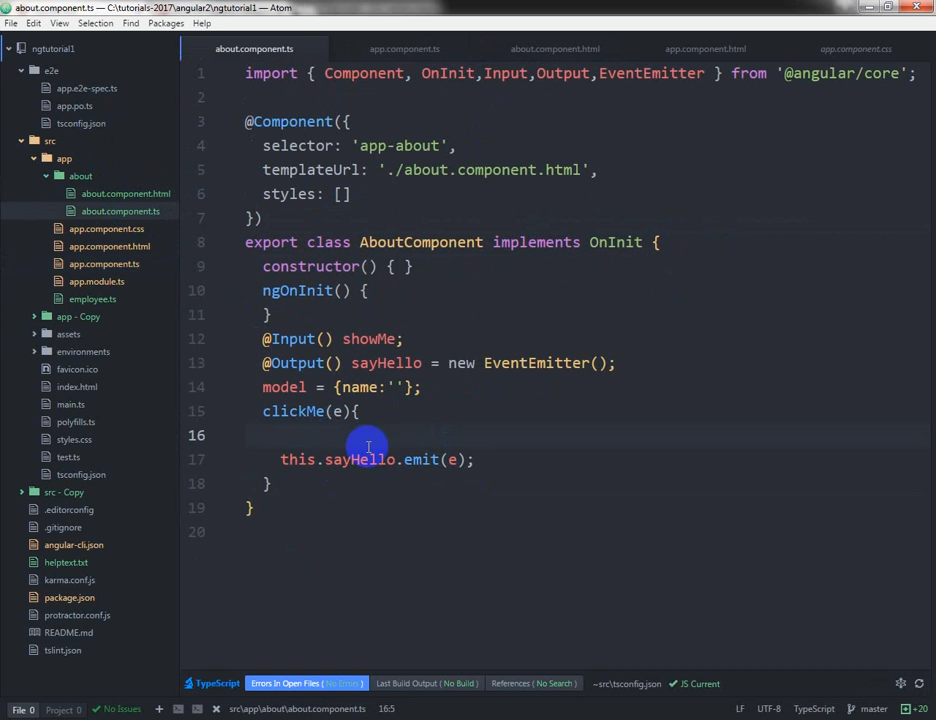 about.component.ts — C:\tutorials-2017\angular2\ngtutorial1 — Atom
File Edit View Selection Find Packages Help
ngtutorial1
e2e
app.e2e-spec.ts
app.po.ts
tsconfig.json
src
app
about
about.component.html
about.component.ts
app.component.css
app.component.html
app.component.ts
app.module.ts
employee.ts
app - Copy
assets
environments
favicon.ico
index.html
main.ts
polyfills.ts
styles.css
test.ts
tsconfig.json
src - Copy
.editorconfig
.gitignore
angular-cli.json
helptext.txt
karma.conf.js
package.json
protractor.conf.js
README.md
tslint.json
about.component.ts app.component.ts about.component.html app.component.html app.component.css
1 import { Component, OnInit,Input,Output,EventEmitter } from '@angular/core';
2
3 @Component({
4 selector: 'app-about',
5 templateUrl: './about.component.html',
6 styles: []
7 })
8 export class AboutComponent implements OnInit {
9 constructor() { }
10 ngOnInit() {
11 }
12 @Input() showMe;
13 @Output() sayHello = new EventEmitter();
14 model = {name:''};
15 clickMe(e){
16
17 this.sayHello.emit(e);
18 }
19 }
20
TypeScript Errors In Open Files ( No Errors ) Last Build Output ( No Build ) References ( No Search ) ~src\tsconfig.json JS Current
File 0 Project 0 No Issues src\app\about\about.component.ts 16:5 LF UTF-8 TypeScript master +20